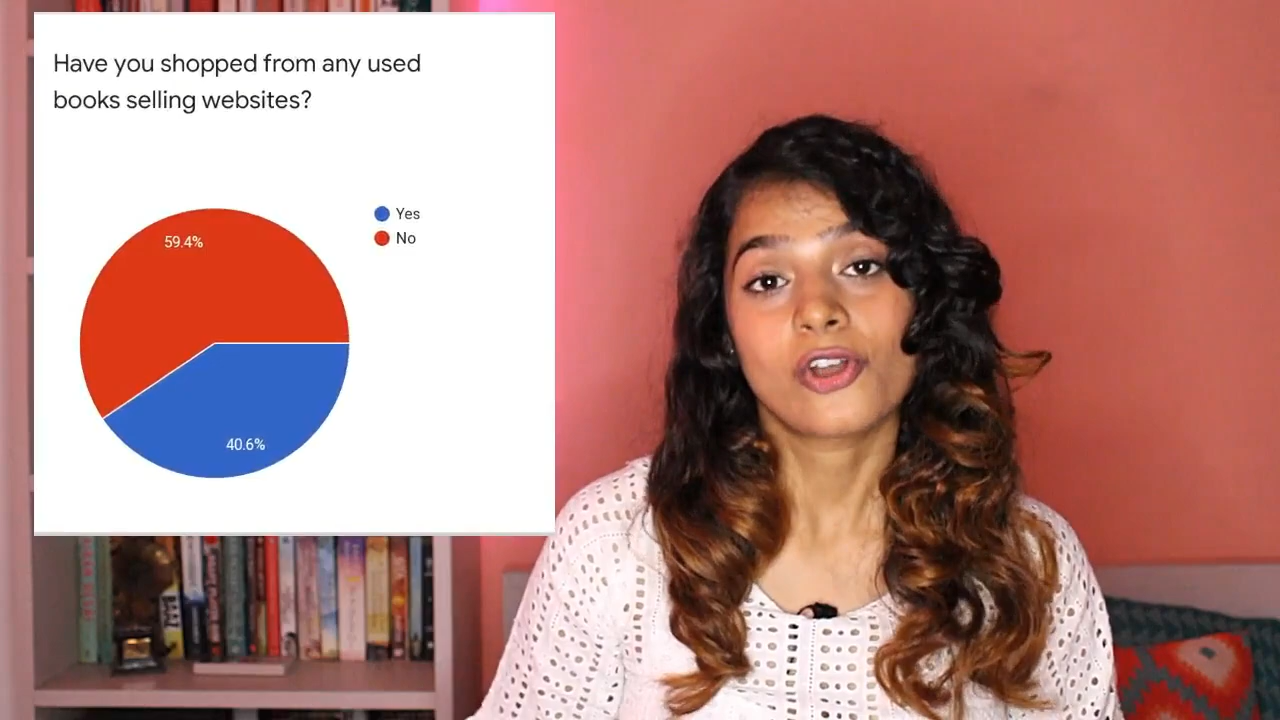 Have you shopped from any used
books selling websites?
Yes
No
59.4%
40.6%